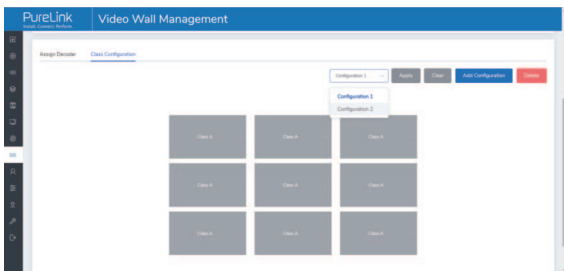 PureLink
Install. Connect. Perform.
Video Wall Management
Assign Decoder Class Configuration
Configuration 1 Apply Clear Add Configuration Delete
Configuration 1
Configuration 2
Class A Class A Class A
Class A Class A Class A
Class A Class A Class A